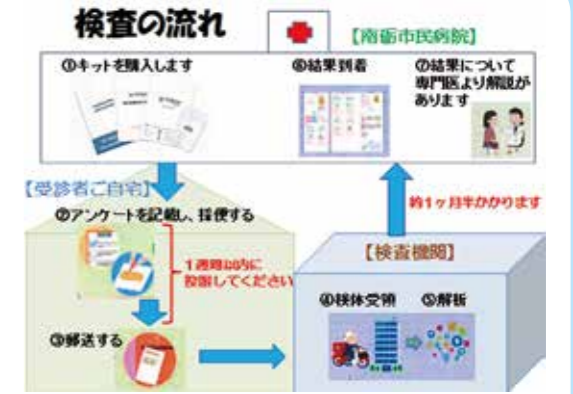 検査の流れ
【南砺市民病院】
①キットを購入します
⑥結果到着
⑦結果について
専門医より解説が
あります
【受診者ご自宅】
②アンケートを記載し、採便する
1週間以内に
投函してください
③郵送する
約1ヶ月半かかります
【検査機関】
④検体受領
⑤解析